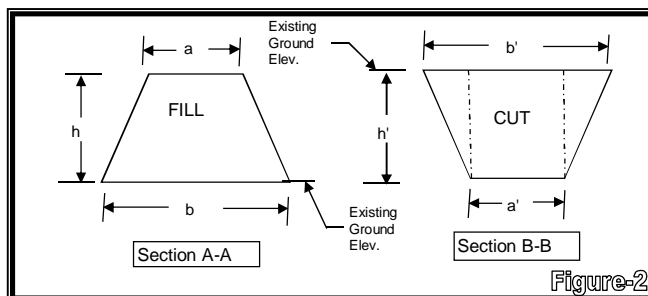 a
Existing
Ground
Elev.
b'
h
FILL
h'
CUT
b
Existing
Ground
Elev.
a'
Section A-A
Section B-B
Figure-2